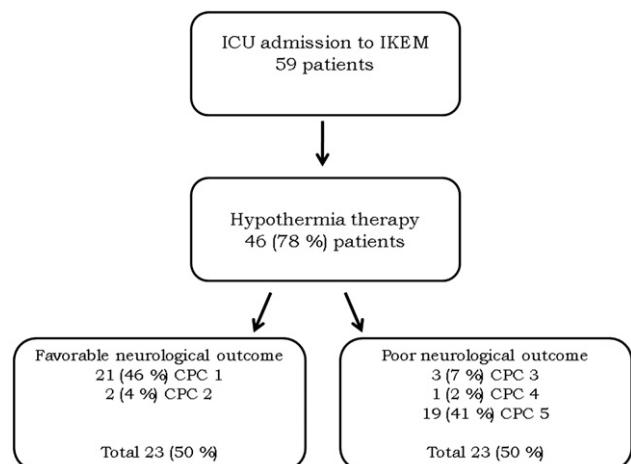 ICU admission to IKEM
59 patients
Hypothermia therapy
46 (78 %) patients
Favorable neurological outcome
21 (46 %) CPC 1
2 (4 %) CPC 2
Total 23 (50 %)
Poor neurological outcome
3 (7 %) CPC 3
1 (2 %) CPC 4
19 (41 %) CPC 5
Total 23 (50 %)